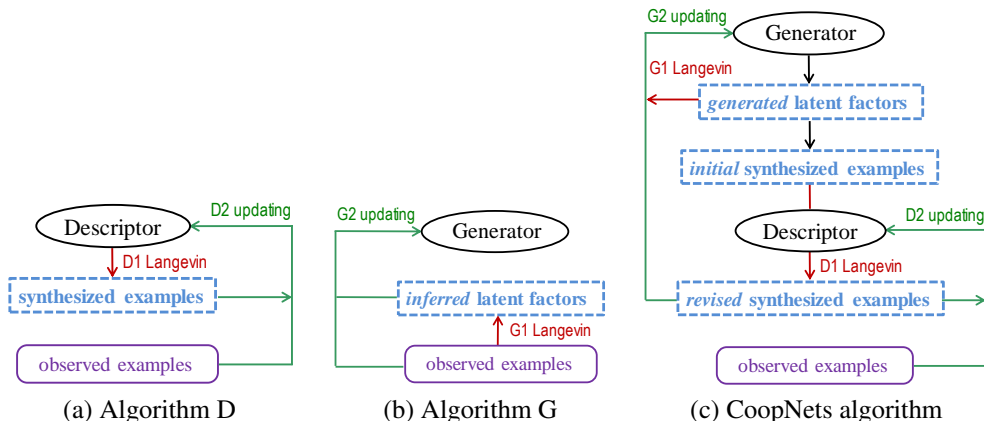 Descriptor
D2 updating
D1 Langevin
synthesized examples
observed examples
(a) Algorithm D
G2 updating
Generator
inferred latent factors
G1 Langevin
observed examples
(b) Algorithm G
G2 updating
Generator
G1 Langevin
generated latent factors
initial synthesized examples
Descriptor
D2 updating
D1 Langevin
revised synthesized examples
observed examples
(c) CoopNets algorithm